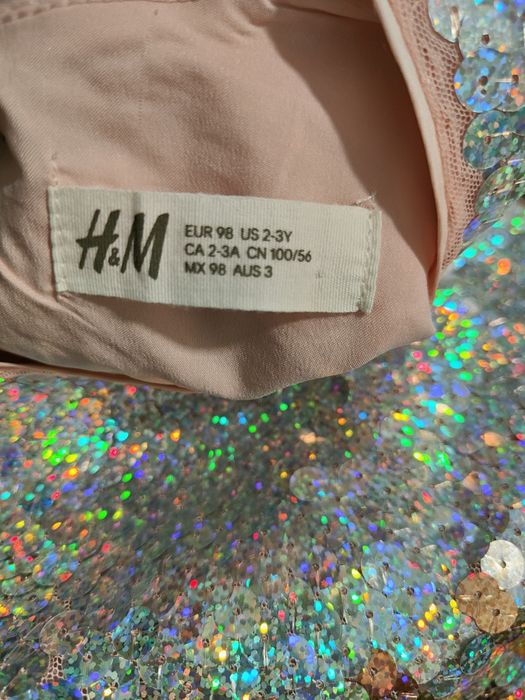 H&M
EUR 98 US 2-3Y
CA 2-3A CN 100/56
MX 98 AUS 3